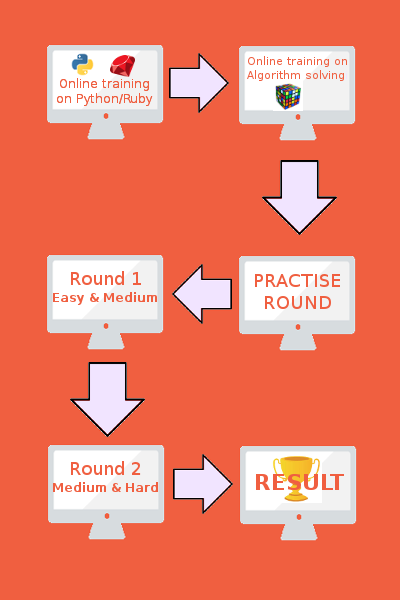 Online training
on Python/Ruby
Online training on
Algorithm solving
PRACTISE
ROUND
Round 1
Easy & Medium
Round 2
Medium & Hard
RESULT